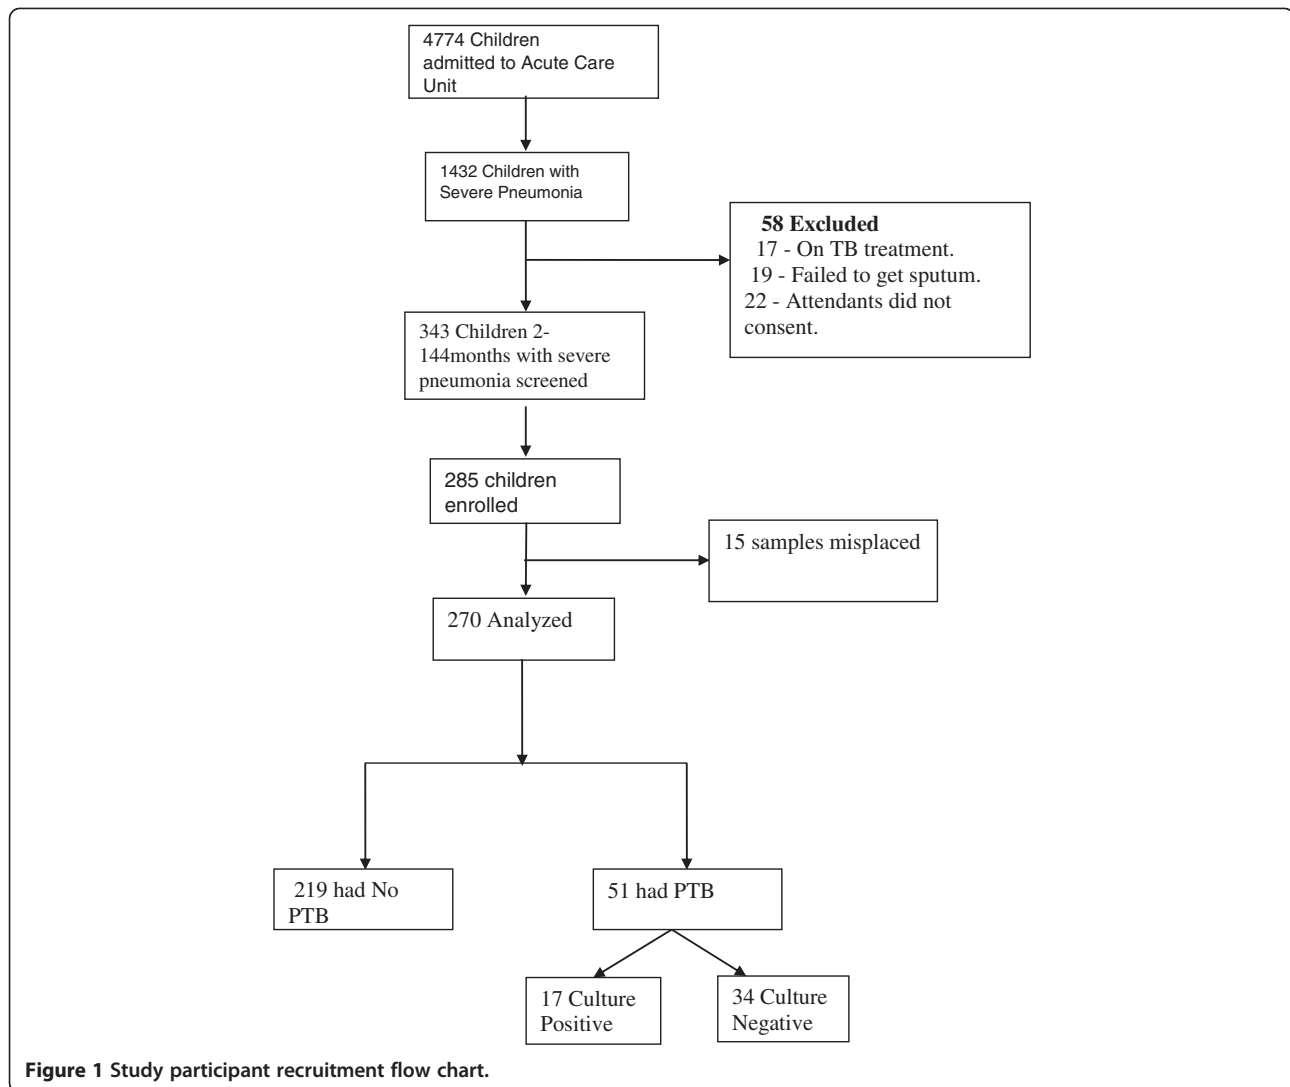 4774 Children
admitted to Acute Care
Unit
1432 Children with
Severe Pneumonia
58 Excluded
17 - On TB treatment.
19 - Failed to get sputum.
22 - Attendants did not
consent.
343 Children 2-
144months with severe
pneumonia screened
285 children
enrolled
15 samples misplaced
270 Analyzed
219 had No
PTB
51 had PTB
17 Culture
Positive
34 Culture
Negative
Figure 1 Study participant recruitment flow chart.